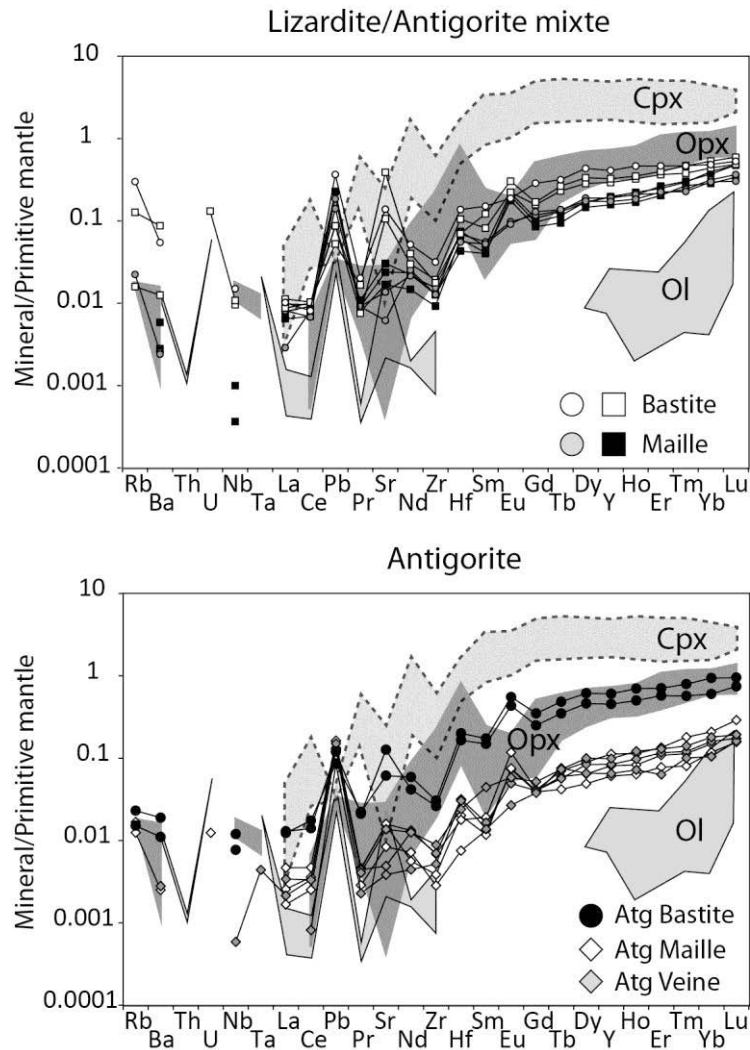 Lizardite/Antigorite mixte
10
1
0.1
0.01
0.001
0.0001
Mineral/Primitive mantle
Cpx
Opx
Ol
Bastite
Maille
Rb Th Nb La Pb Sr Zr Sm Gd Dy Ho Tm Lu
Ba U Ta Ce Pr Nd Hf Eu Tb Y Er Yb
Antigorite
10
1
0.1
0.01
0.001
0.0001
Mineral/Primitive mantle
Cpx
Opx
Ol
Atg Bastite
Atg Maille
Atg Veine
Rb Th Nb La Pb Sr Zr Sm Gd Dy Ho Tm Lu
Ba U Ta Ce Pr Nd Hf Eu Tb Y Er Yb